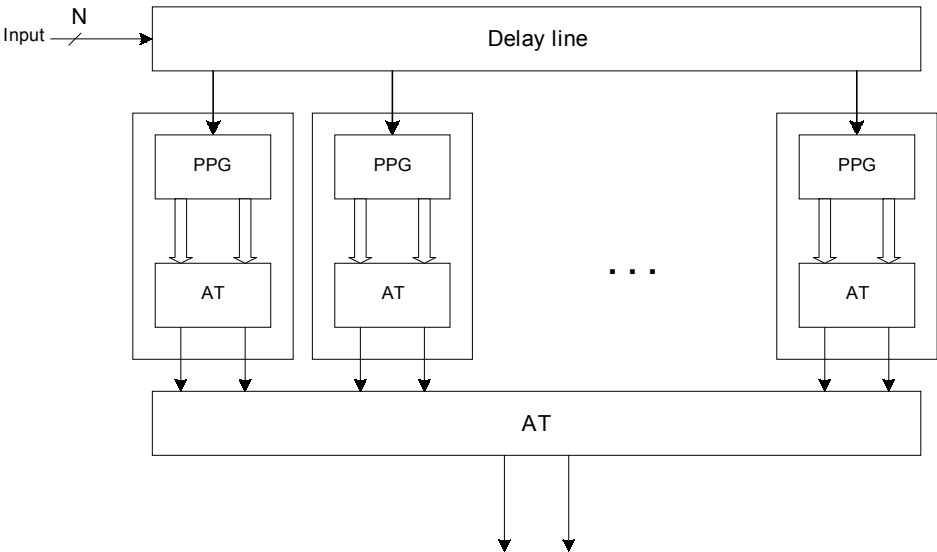 N
Input
Delay line
PPG PPG PPG
AT AT . . . AT
AT